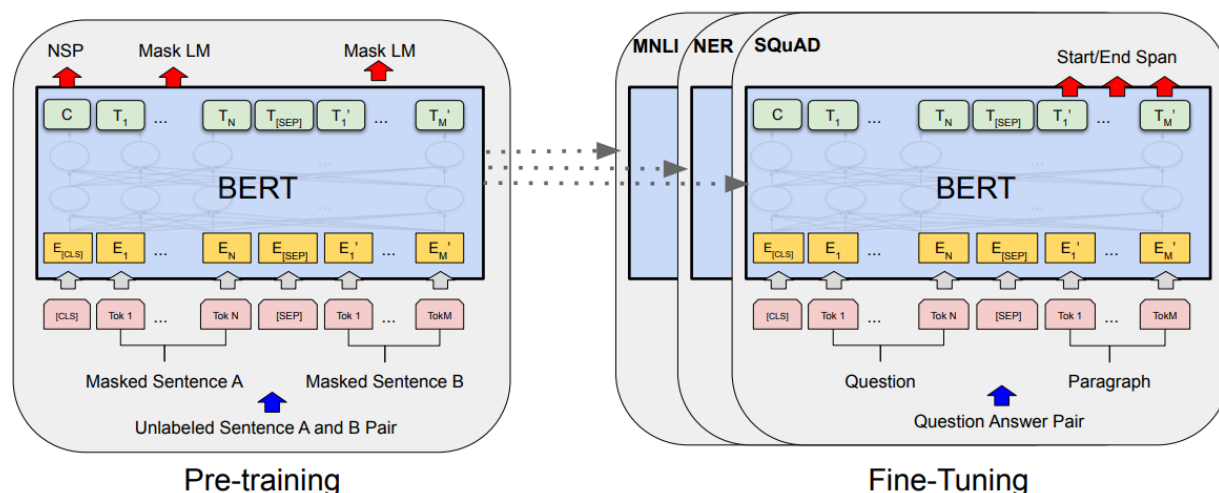 NSP Mask LM Mask LM
C T1 ... TN T[SEP] T1' ... TM'
...
BERT
...
E[CLS] E1 ... EN E[SEP] E1' ... EM'
[CLS] Tok 1 ... Tok N [SEP] Tok 1 ... TokM
Masked Sentence A Masked Sentence B
Unlabeled Sentence A and B Pair
Pre-training
MNLI NER SQuAD
Start/End Span
C T1 ... TN T[SEP] T1' ... TM'
...
BERT
...
E[CLS] E1 ... EN E[SEP] E1' ... EM'
[CLS] Tok 1 ... Tok N [SEP] Tok 1 ... TokM
Question Paragraph
Question Answer Pair
Fine-Tuning